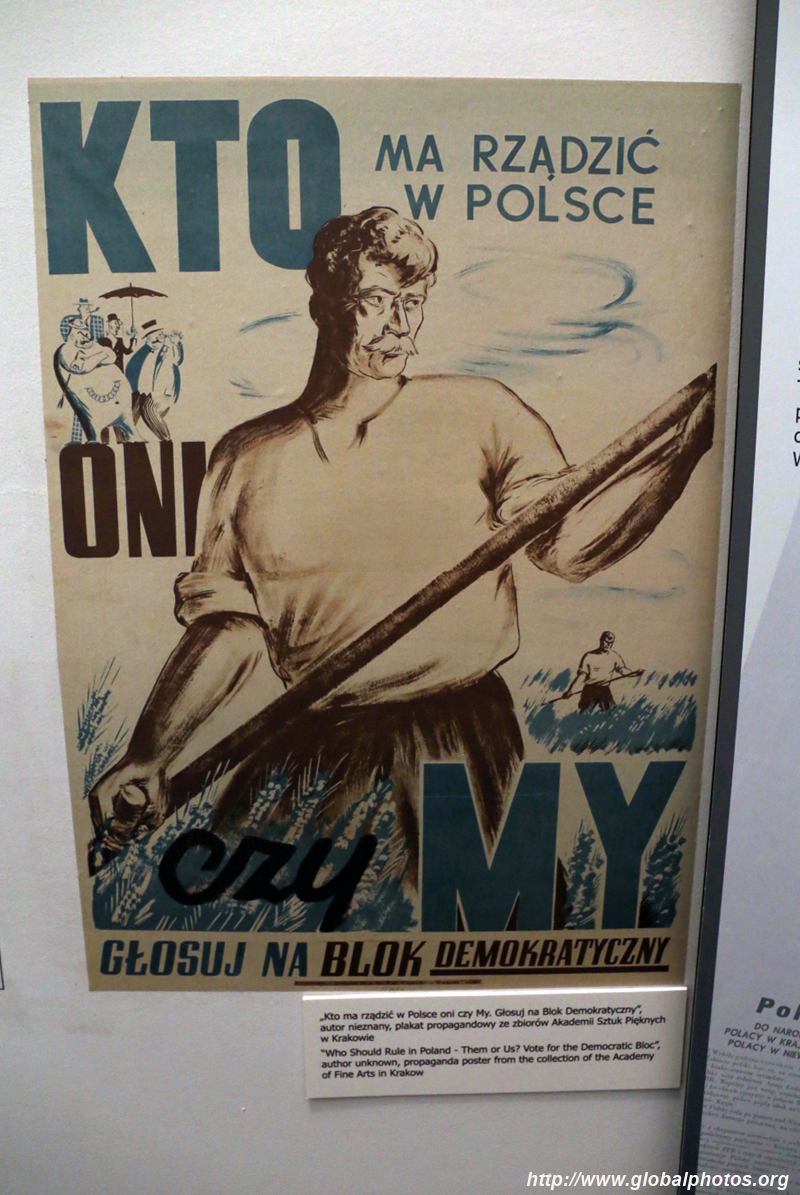 KTO
MA RZĄDZIĆ
W POLSCE
ONI
czy
MY
GŁOSUJ NA BLOK DEMOKRATYCZNY
„Kto ma rządzić w Polsce oni czy My. Głosuj na Blok Demokratyczny”,
autor nieznany, plakat propagandowy ze zbiorów Akademii Sztuk Pięknych
w Krakowie
“Who Should Rule in Poland - Them or Us? Vote for the Democratic Bloc”,
author unknown, propaganda poster from the collection of the Academy
of Fine Arts in Krakow
Pol
DO NARO
POLACY W KRAJ
POLACY W NIEW
http://www.globalphotos.org